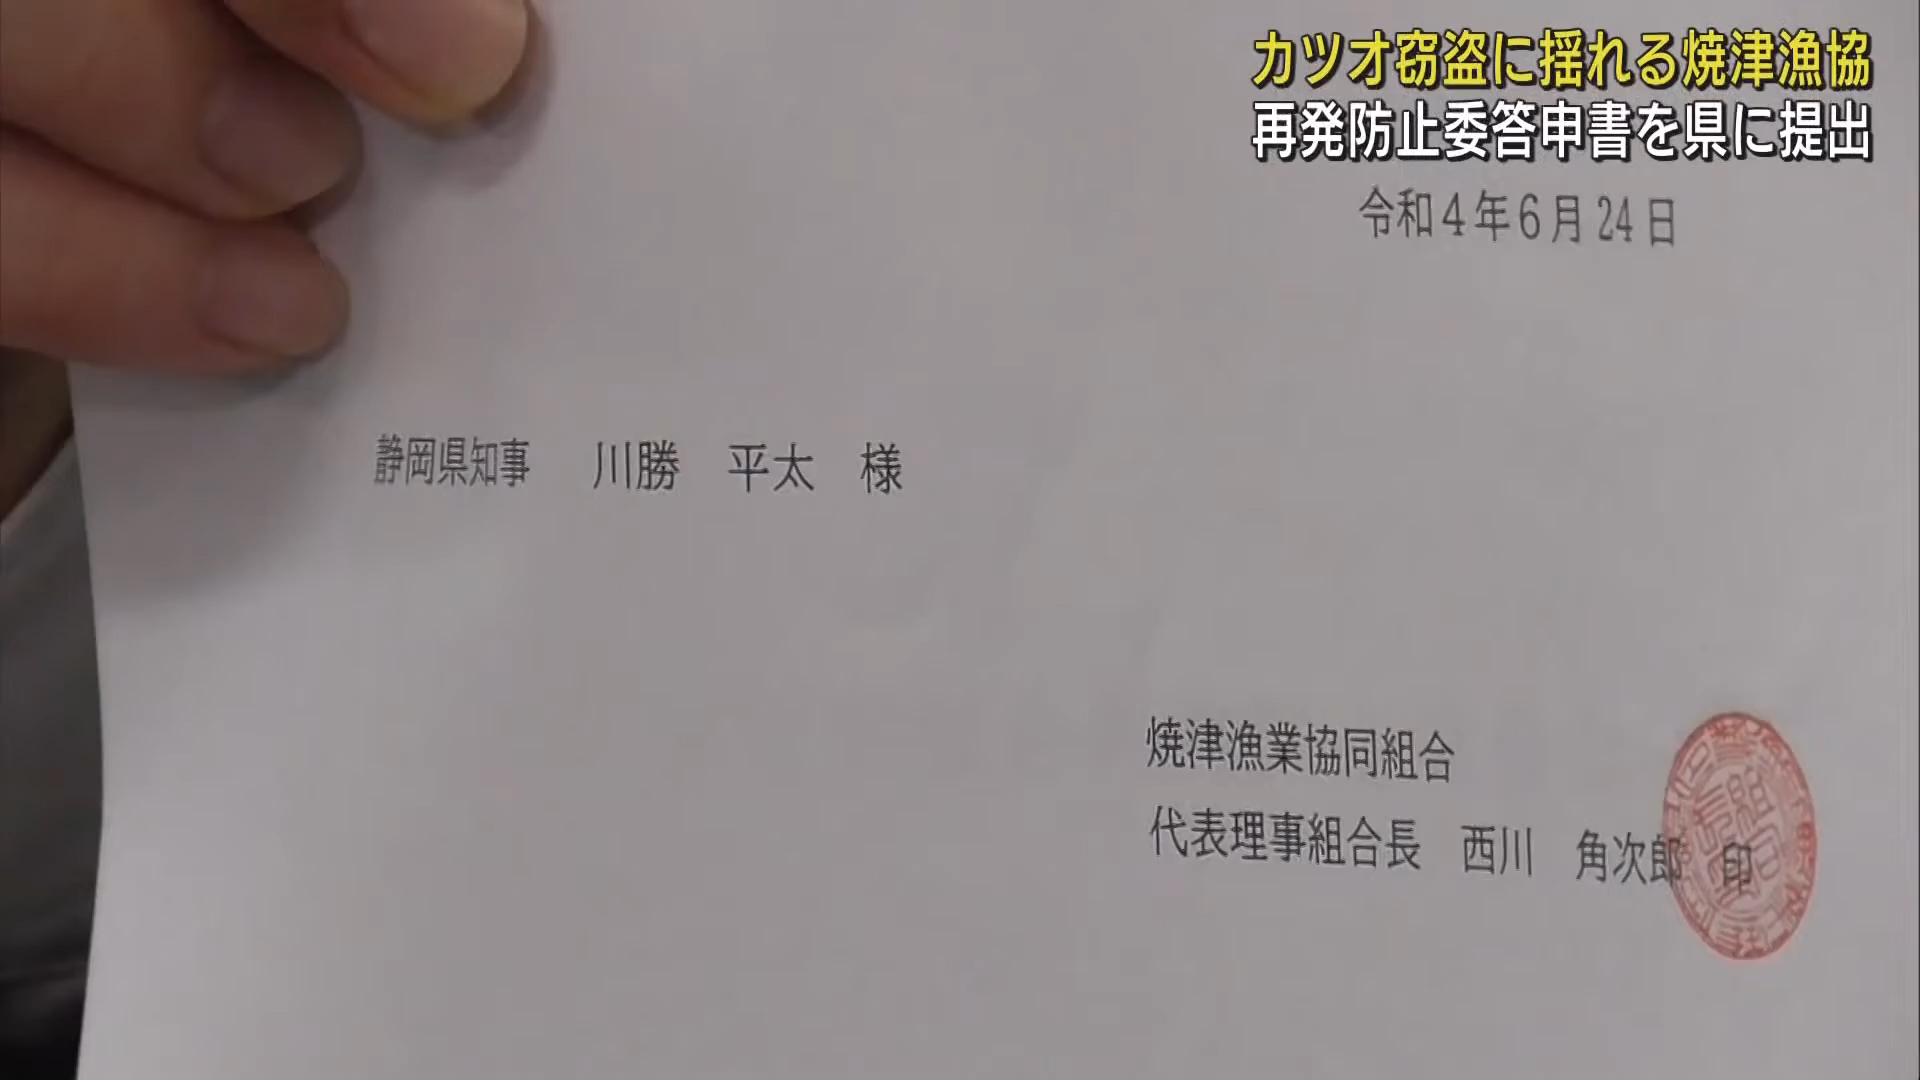 カツオ窃盗に揺れる焼津漁協
再発防止委答申書を県に提出
令和4年6月24日
静岡県知事　川勝　平太　様
焼津漁業協同組合
代表理事組合長　西川　角次郎　印